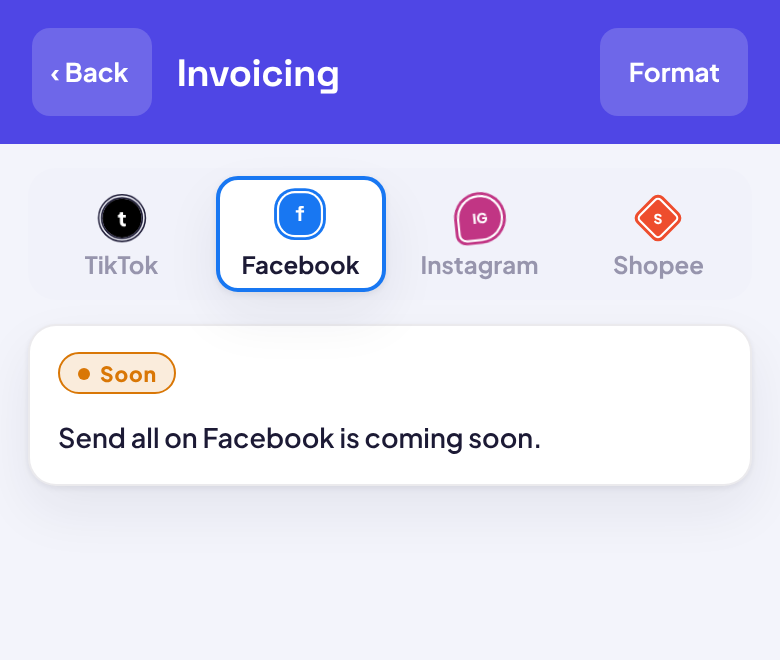 ‹ Back
Invoicing
Format
t
f
IG
S
TikTok
Facebook
Instagram
Shopee
Soon
Send all on Facebook is coming soon.